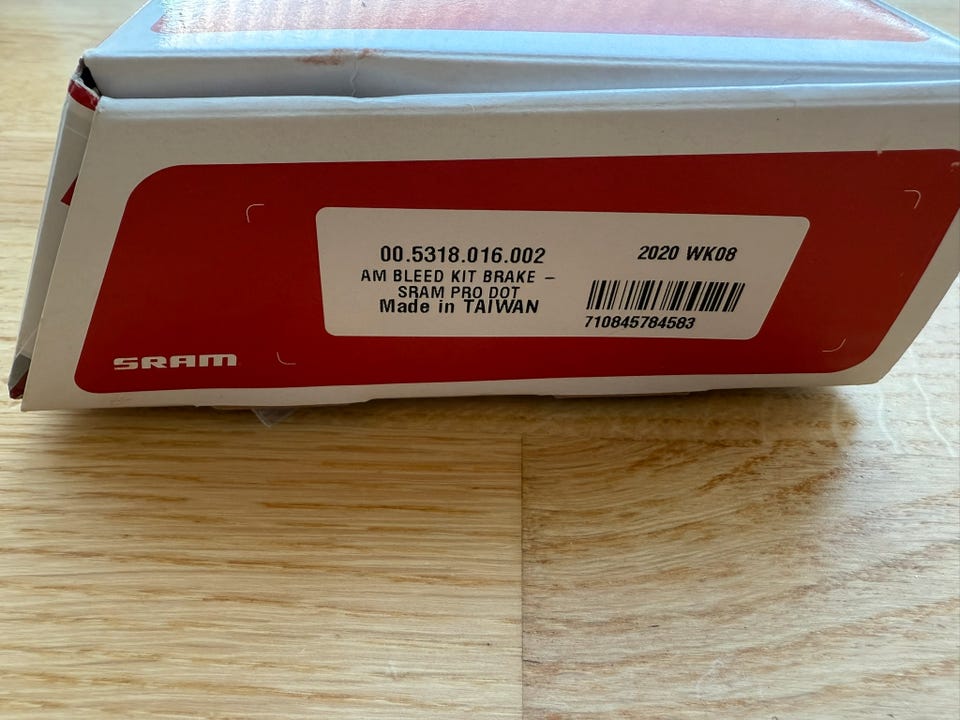 00.5318.016.002
AM BLEED KIT BRAKE –
SRAM PRO DOT
Made in TAIWAN
2020 WK08
710845784583
SRAM